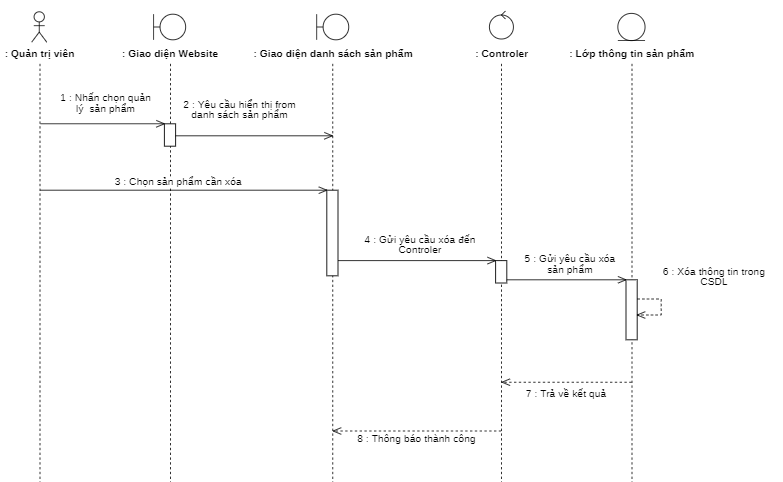 : Quản trị viên
: Giao diện Website
: Giao diện danh sách sản phẩm
: Controler
: Lớp thông tin sản phẩm
1 : Nhấn chọn quản
lý sản phẩm
2 : Yêu cầu hiển thị from
danh sách sản phẩm
3 : Chọn sản phẩm cần xóa
4 : Gửi yêu cầu xóa đến
Controler
5 : Gửi yêu cầu xóa
sản phẩm
6 : Xóa thông tin trong
CSDL
7 : Trả về kết quả
8 : Thông báo thành công